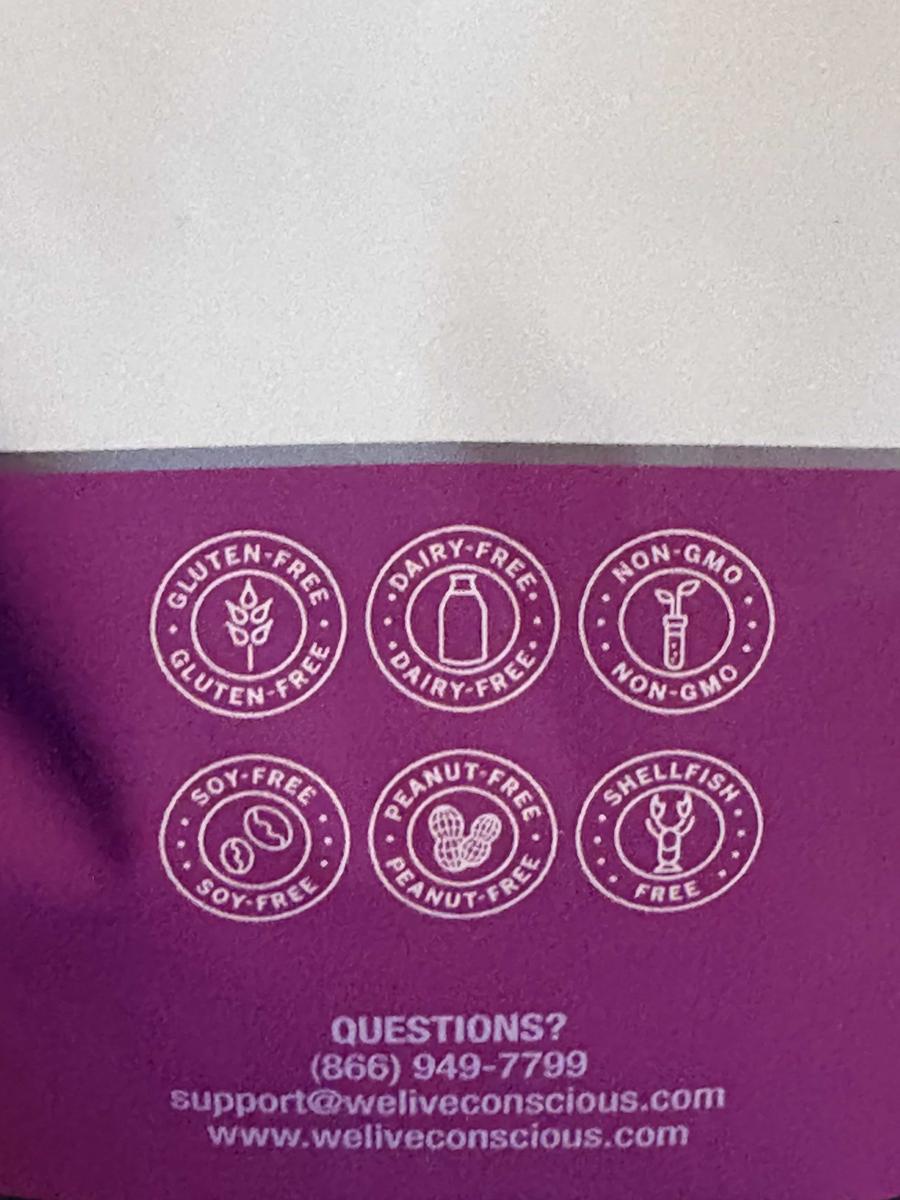 GLUTEN-FREE
GLUTEN-FREE
DAIRY-FREE
DAIRY-FREE
NON-GMO
NON-GMO
SOY-FREE
SOY-FREE
PEANUT-FREE
PEANUT-FREE
SHELLFISH
FREE
QUESTIONS?
(866) 949-7799
support@weliveconscious.com
www.weliveconscious.com